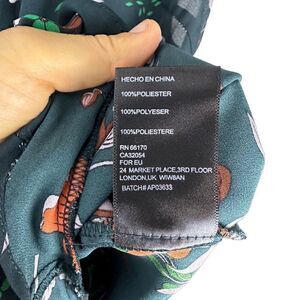 HECHO EN CHINA
100%POLIESTER
100%POLYESER
100%POLIESTERE
RN 66170
CA32054
FOR EU
24 MARKET PLACE,3RD FLOOR
LONDON,UK W1W8AN
BATCH# AP03633